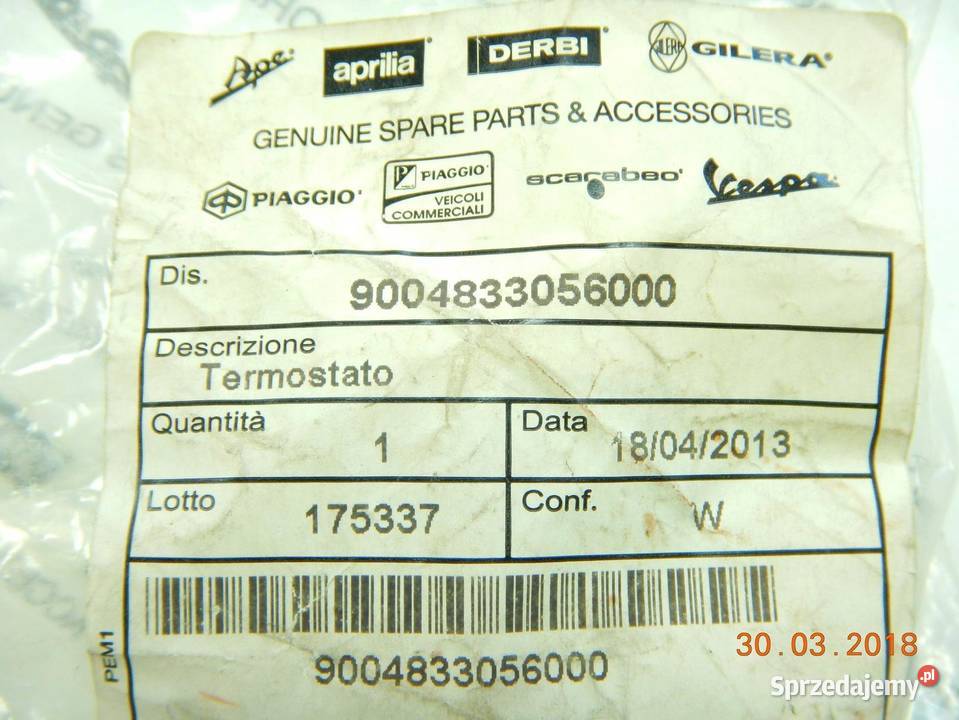 Ape
aprilia
DERBI
GILERA GILERA
GENUINE SPARE PARTS & ACCESSORIES
PIAGGIO
PIAGGIO
VEICOLI
COMMERCIALI
scarabeo
Vespa
Dis. 9004833056000
Descrizione
Termostato
Quantità 1
Data 18/04/2013
Lotto 175337
Conf. W
9004833056000
PEM1
30.03.2018
Sprzedajemy.pl